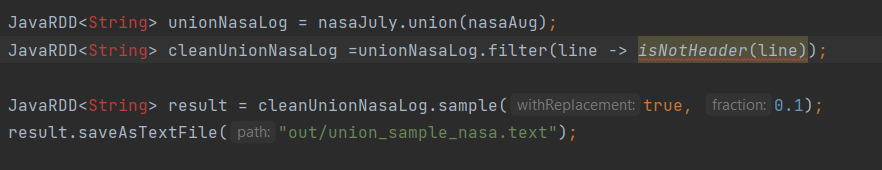 JavaRDD<String> unionNasaLog = nasaJuly.union(nasaAug);
JavaRDD<String> cleanUnionNasaLog =unionNasaLog.filter(line -> isNotHeader(line));
JavaRDD<String> result = cleanUnionNasaLog.sample( withReplacement: true, fraction: 0.1);
result.saveAsTextFile( path: "out/union_sample_nasa.text");